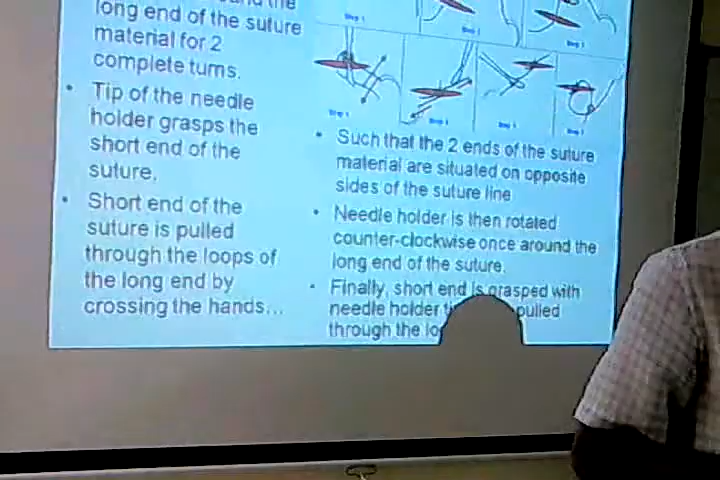 long end of the suture
material for 2
complete turns.
• Tip of the needle
holder grasps the
short end of the
suture.
• Short end of the
suture is pulled
through the loops of
the long end by
crossing the hands...
• Such that the 2 ends of the suture
material are situated on opposite
sides of the suture line
• Needle holder is then rotated
counter-clockwise once around the
long end of the suture.
• Finally, short end is grasped with
needle holder pulled
through the